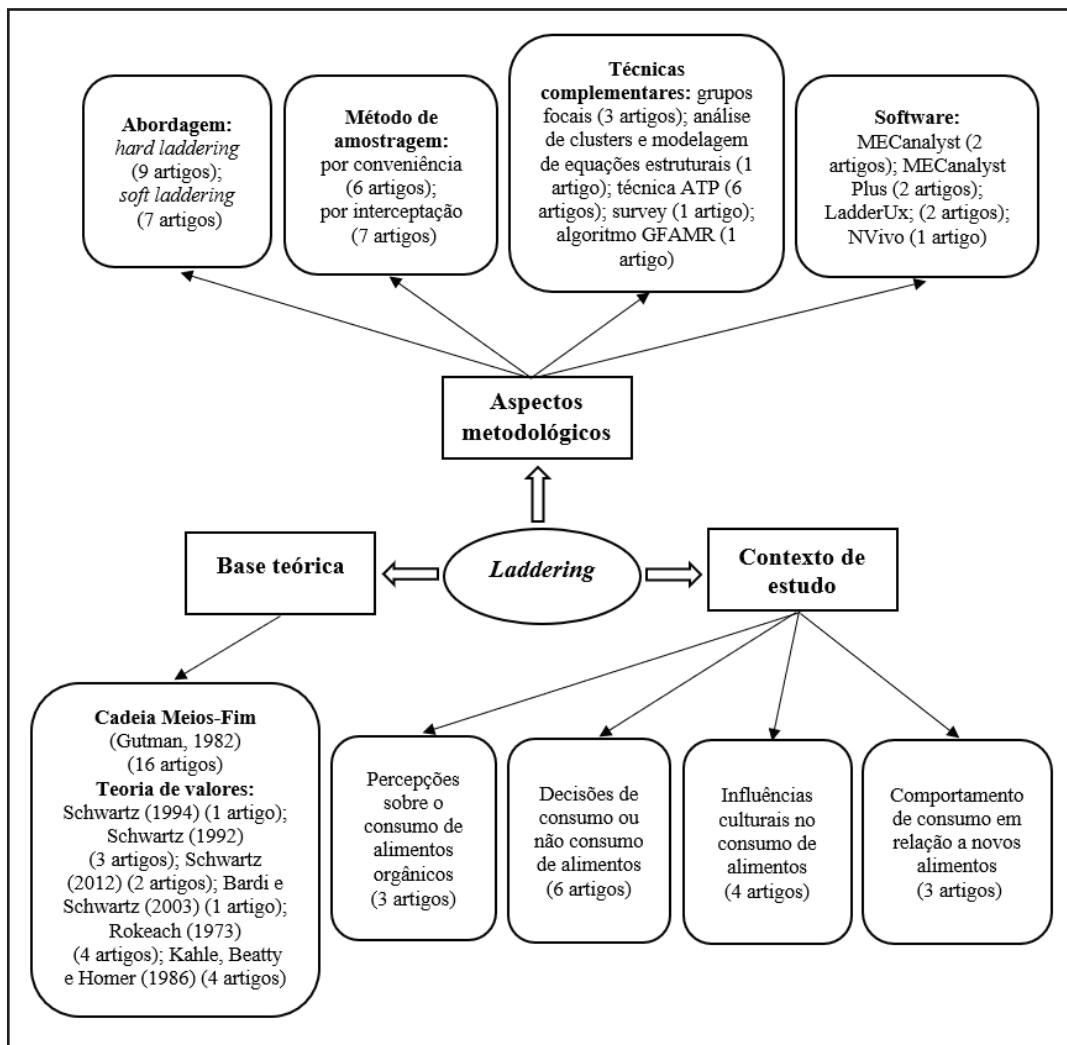 Abordagem:
hard laddering
(9 artigos);
soft laddering
(7 artigos)
Método de
amostragem:
por conveniência
(6 artigos);
por interceptação
(7 artigos)
Técnicas
complementares: grupos
focais (3 artigos); análise
de clusters e modelagem
de equações estruturais (1
artigo); técnica ATP (6
artigos); survey (1 artigo);
algoritmo GFAMR (1
artigo)
Software:
MECanalyst (2
artigos); MECanalyst
Plus (2 artigos);
LadderUx; (2 artigos);
NVivo (1 artigo)
Aspectos
metodológicos
Base teórica
Laddering
Contexto de
estudo
Cadeia Meios-Fim
(Gutman, 1982)
(16 artigos)
Teoria de valores:
Schwartz (1994) (1 artigo);
Schwartz (1992)
(3 artigos); Schwartz
(2012) (2 artigos); Bardi e
Schwartz (2003) (1 artigo);
Rokeach (1973)
(4 artigos); Kahle, Beatty
e Homer (1986) (4 artigos)
Percepções
sobre o
consumo de
alimentos
orgânicos
(3 artigos)
Decisões de
consumo ou
não consumo
de alimentos
(6 artigos)
Influências
culturais no
consumo de
alimentos
(4 artigos)
Comportamento
de consumo em
relação a novos
alimentos
(3 artigos)